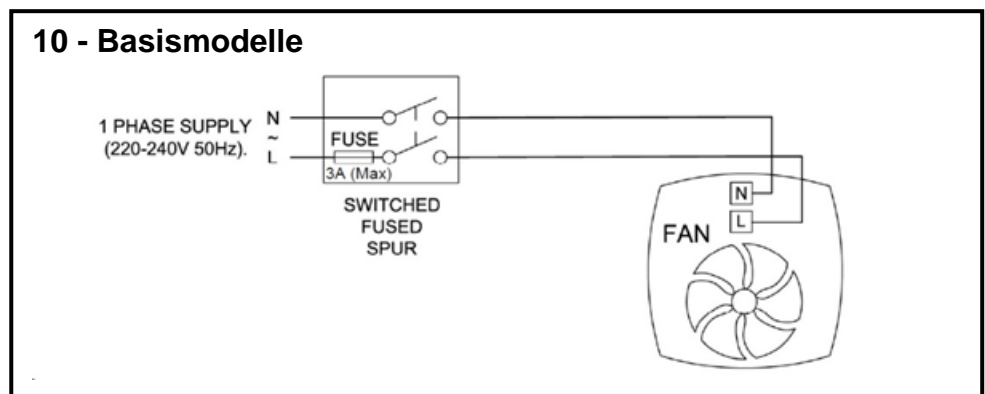 10 - Basismodelle
1 PHASE SUPPLY
(220-240V 50Hz).
N
~
L
FUSE
3A (Max)
SWITCHED
FUSED
SPUR
N
L
FAN